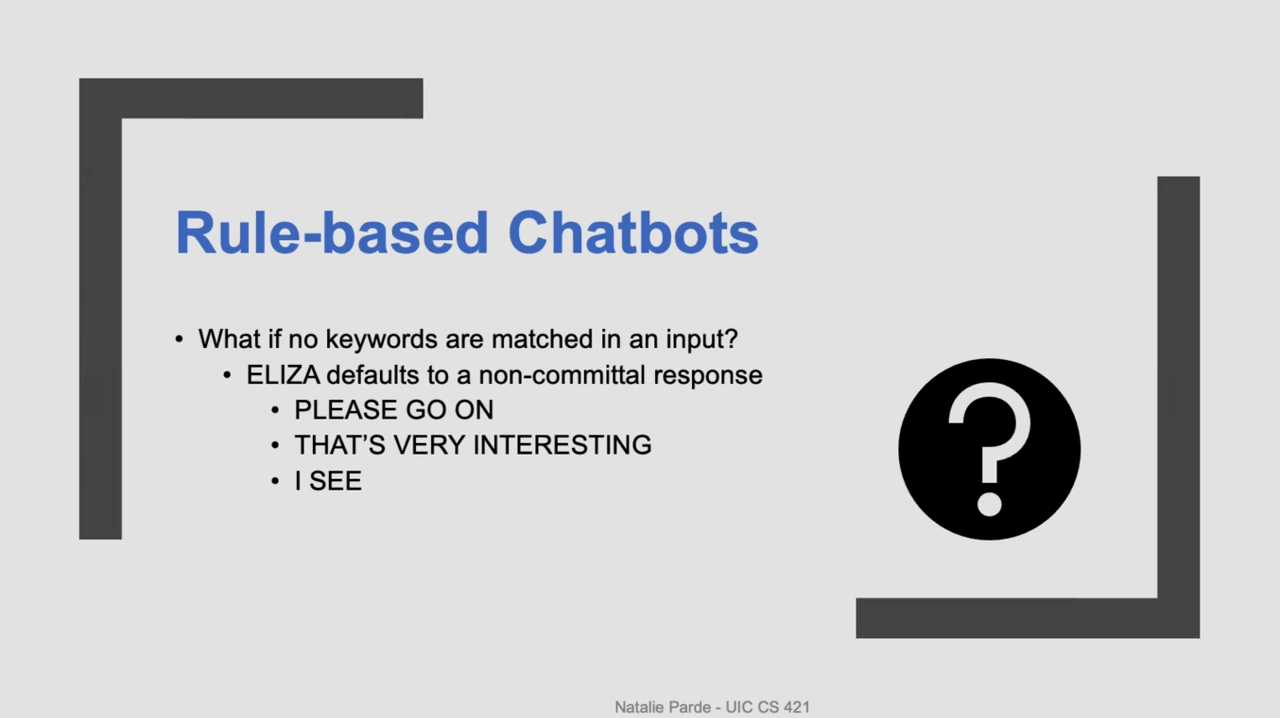 Rule-based Chatbots
• What if no keywords are matched in an input?
• ELIZA defaults to a non-committal response
• PLEASE GO ON
• THAT’S VERY INTERESTING
• I SEE
?
Natalie Parde - UIC CS 421